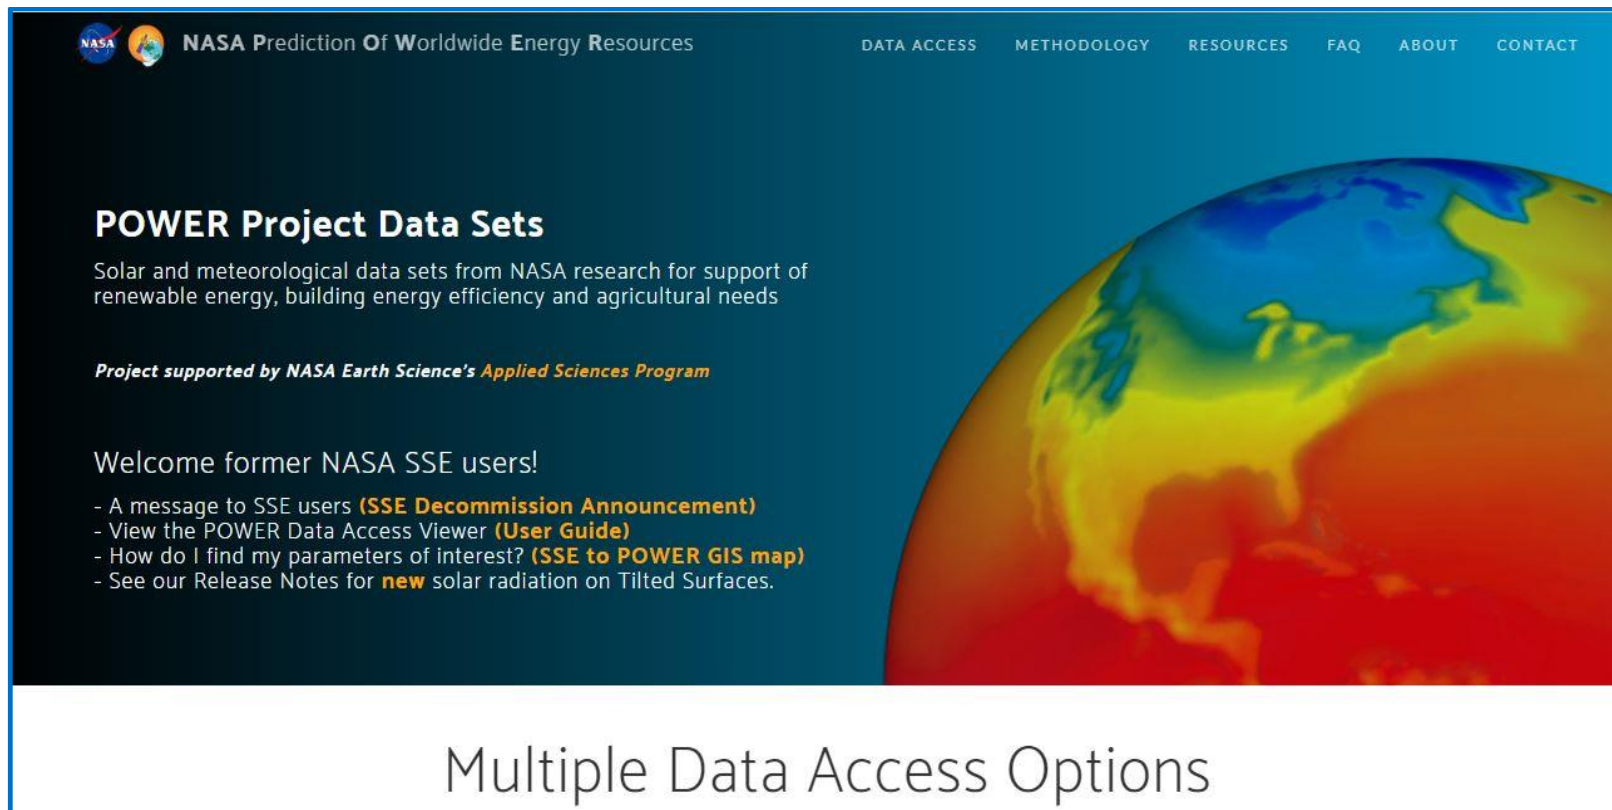 NASA
NASA Prediction Of Worldwide Energy Resources
DATA ACCESS METHODOLOGY RESOURCES FAQ ABOUT CONTACT
POWER Project Data Sets
Solar and meteorological data sets from NASA research for support of
renewable energy, building energy efficiency and agricultural needs
Project supported by NASA Earth Science's Applied Sciences Program
Welcome former NASA SSE users!
- A message to SSE users (SSE Decommission Announcement)
- View the POWER Data Access Viewer (User Guide)
- How do I find my parameters of interest? (SSE to POWER GIS map)
- See our Release Notes for new solar radiation on Tilted Surfaces.
Multiple Data Access Options